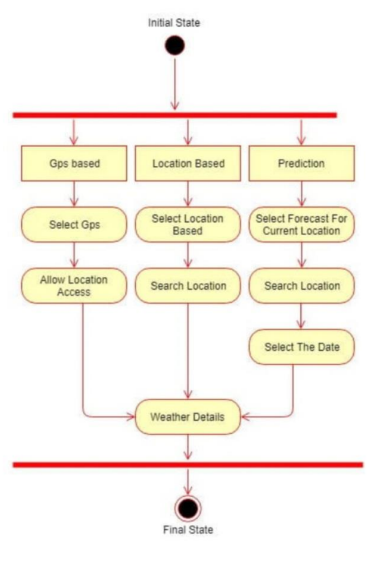 Initial State
Gps based
Location Based
Prediction
Select Gps
Select Location
Based
Select Forecast For
Current Location
Allow Location
Access
Search Location
Search Location
Select The Date
Weather Details
Final State